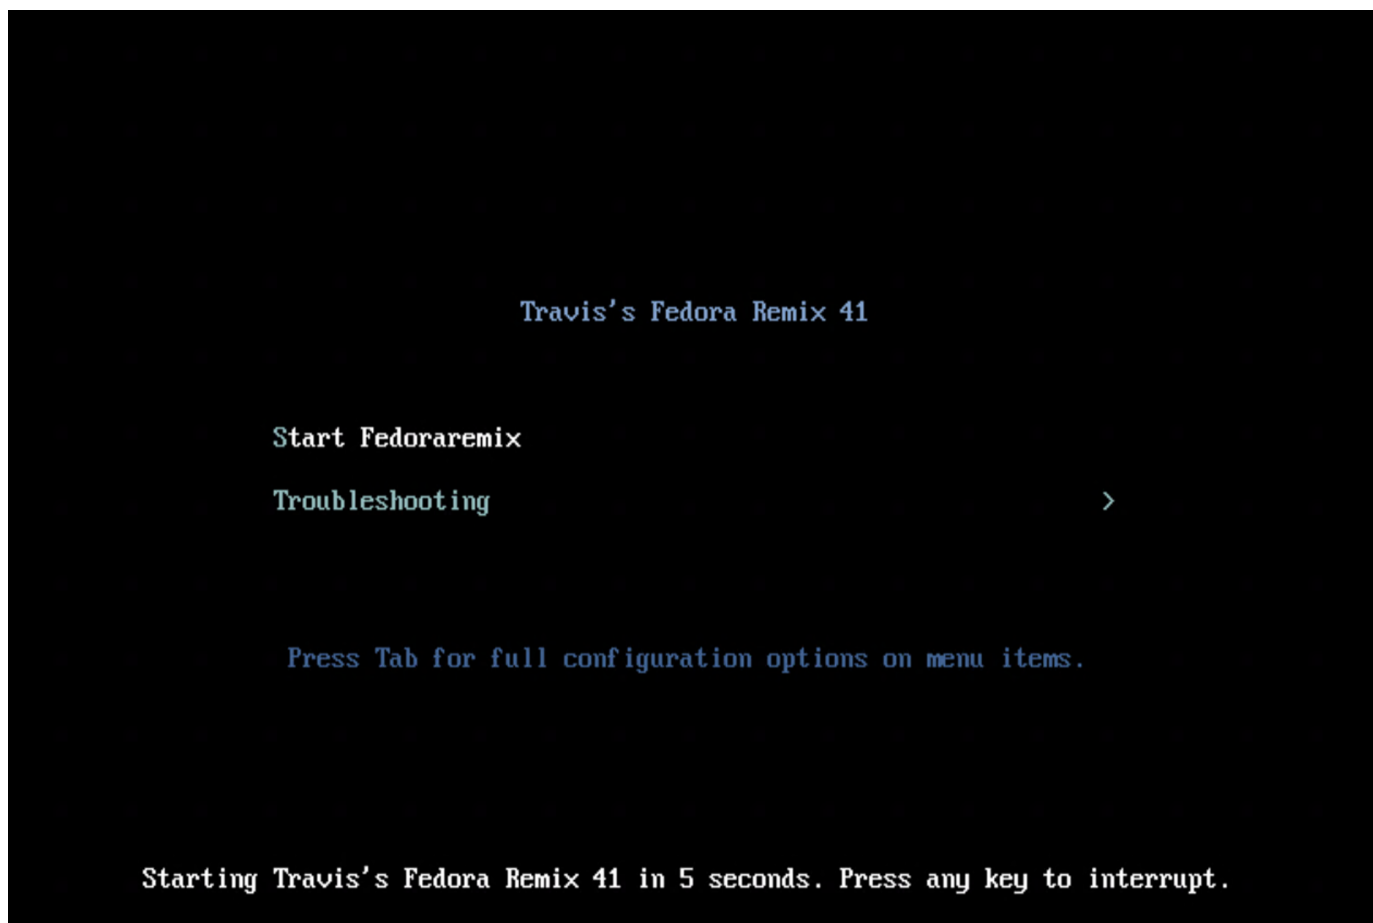 Travis's Fedora Remix 41
Start Fedoraremix
Troubleshooting >
Press Tab for full configuration options on menu items.
Starting Travis's Fedora Remix 41 in 5 seconds. Press any key to interrupt.